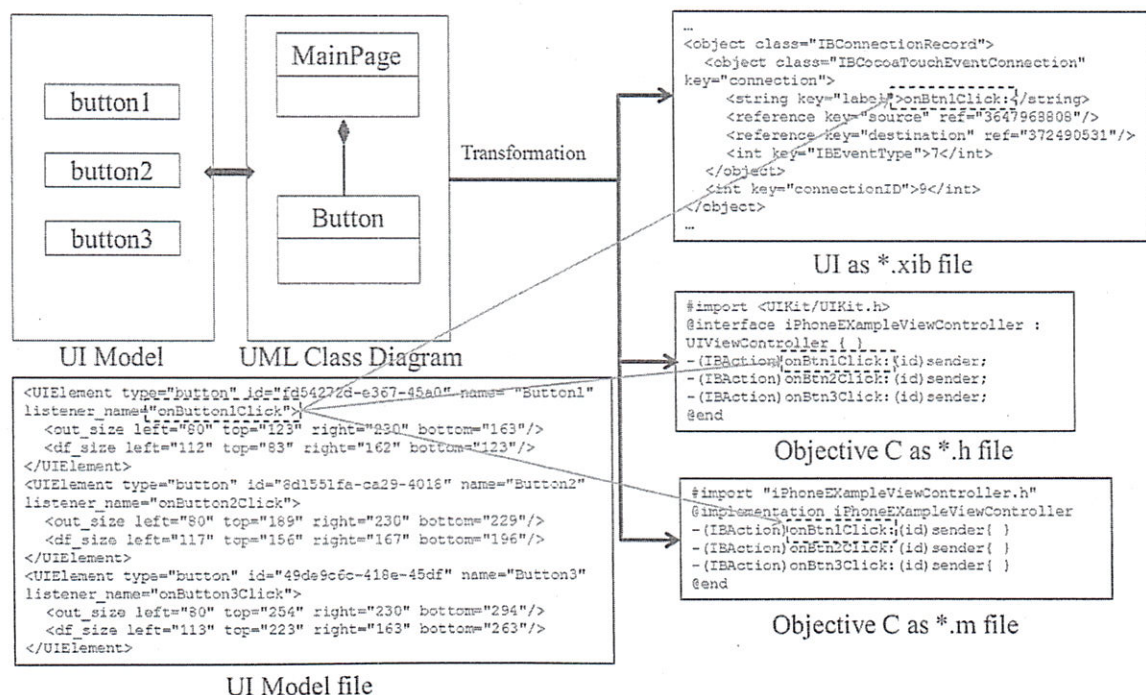 button1
button2
button3
UI Model
MainPage
Button
UML Class Diagram
Transformation
…
<object class="IBConnectionRecord">
<object class="IBCocoaTouchEventConnection"
key="connection">
<string key="label">onBtn1Click:</string>
<reference key="source" ref="3647968808"/>
<reference key="destination" ref="372490531"/>
<int key="IBEventType">7</int>
</object>
<int key="connectionID">9</int>
</object>
…
UI as *.xib file
#import <UIKit/UIKit.h>
@interface iPhoneEXampleViewController :
UIViewController { }
-(IBAction)onBtn1Click:(id)sender;
-(IBAction)onBtn2Click:(id)sender;
-(IBAction)onBtn3Click:(id)sender;
@end
Objective C as *.h file
#import "iPhoneEXampleViewController.h"
@implementation iPhoneEXampleViewController
-(IBAction)onBtn1Click:(id)sender{ }
-(IBAction)onBtn2Click:(id)sender{ }
-(IBAction)onBtn3Click:(id)sender{ }
@end
Objective C as *.m file
<UIElement type="button" id="fd54272d-e367-45a0" name= "Button1"
listener_name="onButton1Click">
<out_size left="80" top="123" right="230" bottom="163"/>
<df_size left="112" top="83" right="162" bottom="123"/>
</UIElement>
<UIElement type="button" id="8d1551fa-ca29-4018" name="Button2"
listener_name="onButton2Click">
<out_size left="80" top="189" right="230" bottom="229"/>
<df_size left="117" top="156" right="167" bottom="196"/>
</UIElement>
<UIElement type="button" id="49de9c6c-418e-45df" name="Button3"
listener_name="onButton3Click">
<out_size left="80" top="254" right="230" bottom="294"/>
<df_size left="113" top="223" right="163" bottom="263"/>
</UIElement>
UI Model file